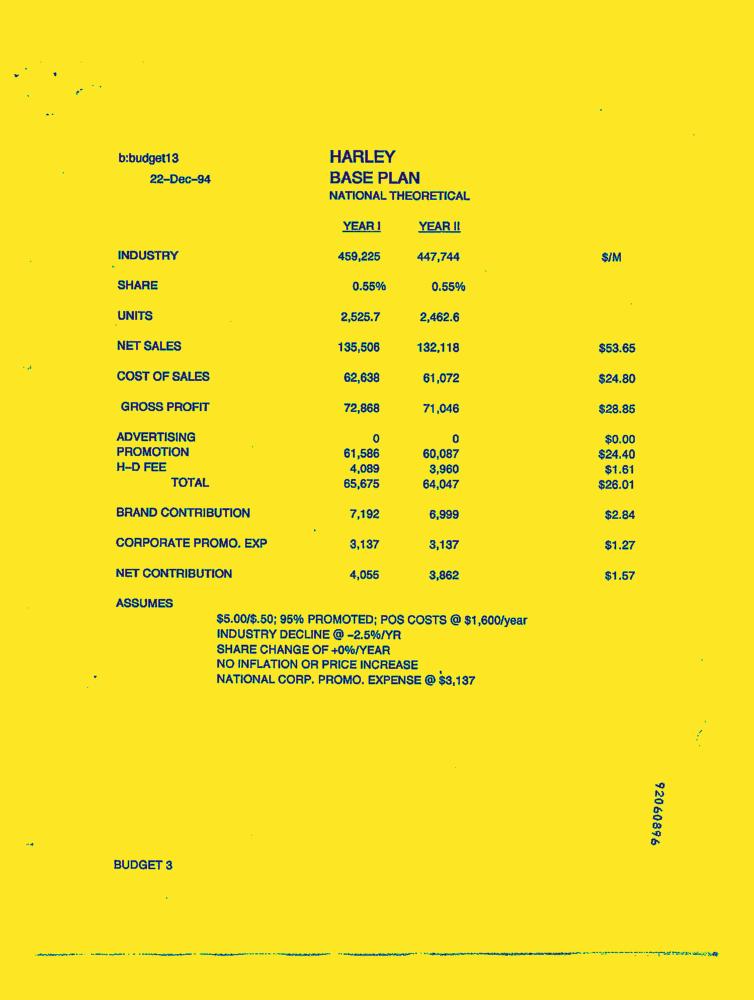 b:budget13 HARLEY
22-Dec-94 BASE PLAN
NATIONAL THEORETICAL
YEAR I YEAR II
INDUSTRY 459,225 447,744 $/M
SHARE 0.55% 0.55%
UNITS 2,525.7 2,462.6
NET SALES 135,506 132,118 $53.65
COST OF SALES 62,638 61,072 $24.80
GROSS PROFIT 72,868 71,046 $28.85
ADVERTISING 0 0 $0.00
PROMOTION 61,586 60,087 $24.40
H-D FEE 4,089 3,960 $1.61
TOTAL 65,675 64,047 $26.01
BRAND CONTRIBUTION 7,192 6,999 $2.84
CORPORATE PROMO. EXP 3,137 3,137 $1.27
NET CONTRIBUTION 4,055 3,862 $1.57
ASSUMES
$5.00/$.50; 95% PROMOTED; POS COSTS @ $1,600/year
INDUSTRY DECLINE @ -2.5%/YR
SHARE CHANGE OF +0%/YEAR
NO INFLATION OR PRICE INCREASE
NATIONAL CORP. PROMO. EXPENSE @ $3,137
92060896
BUDGET 3